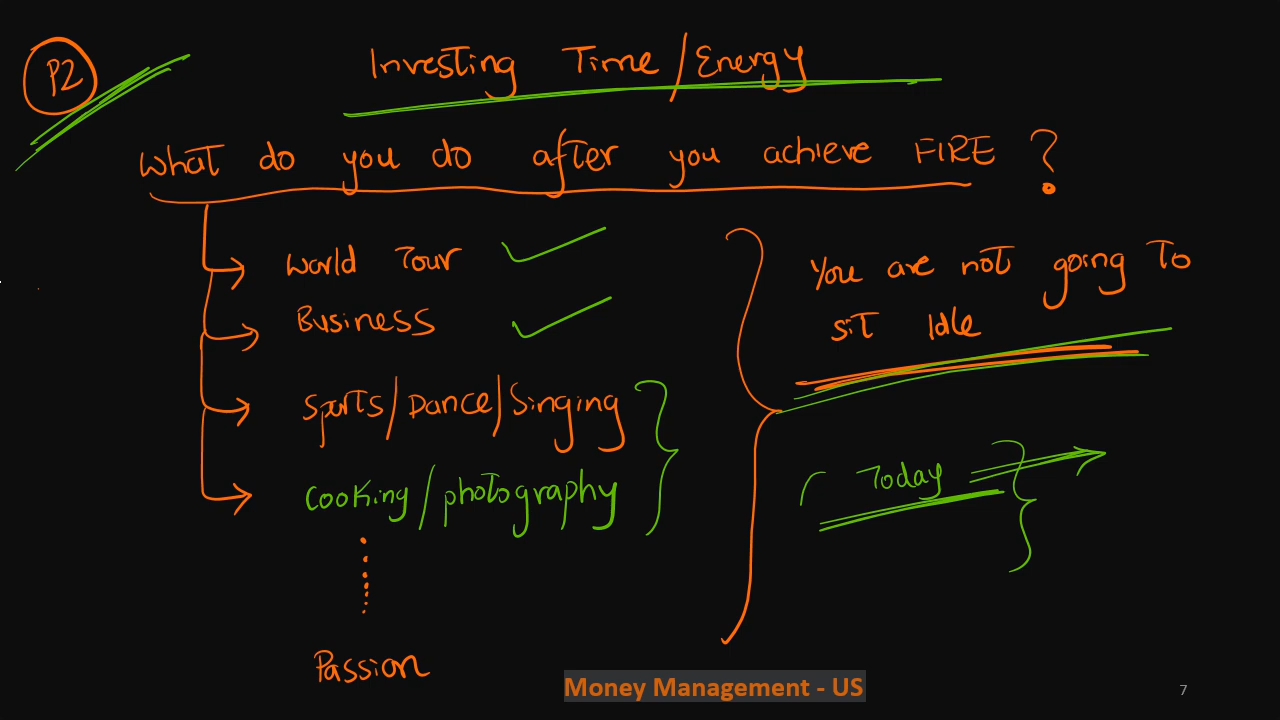 P2
Investing Time/Energy
What do you do after you achieve FIRE?
World Tour
Business
Sports/Dance/Singing
cooking/photography
Passion
You are not going To
sit Idle
Today
Money Management - US
7